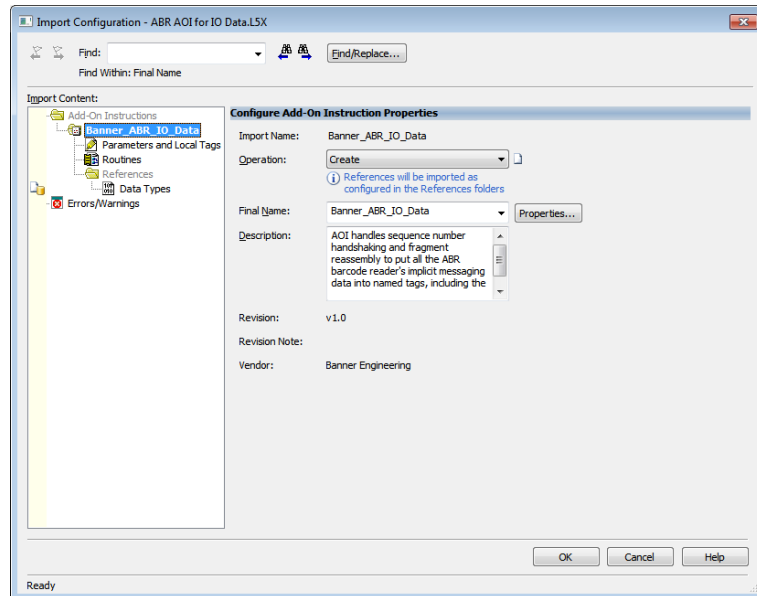 Import Configuration - ABR AOI for IO Data.L5X
Find:
Find/Replace...
Find Within: Final Name
Import Content:
Add-On Instructions
Banner_ABR_IO_Data
Parameters and Local Tags
Routines
References
Data Types
Errors/Warnings
Configure Add-On Instruction Properties
Import Name: Banner_ABR_IO_Data
Operation: Create
References will be imported as
configured in the References folders
Final Name: Banner_ABR_IO_Data Properties...
Description: AOI handles sequence number
handshaking and fragment
reassembly to put all the ABR
barcode reader's implicit messaging
data into named tags, including the
Revision: v1.0
Revision Note:
Vendor: Banner Engineering
OK Cancel Help
Ready